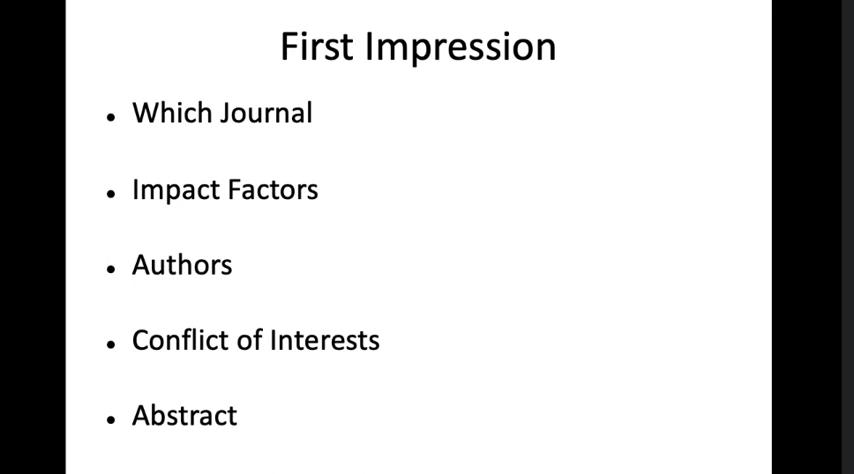 First Impression
• Which Journal
• Impact Factors
• Authors
• Conflict of Interests
• Abstract